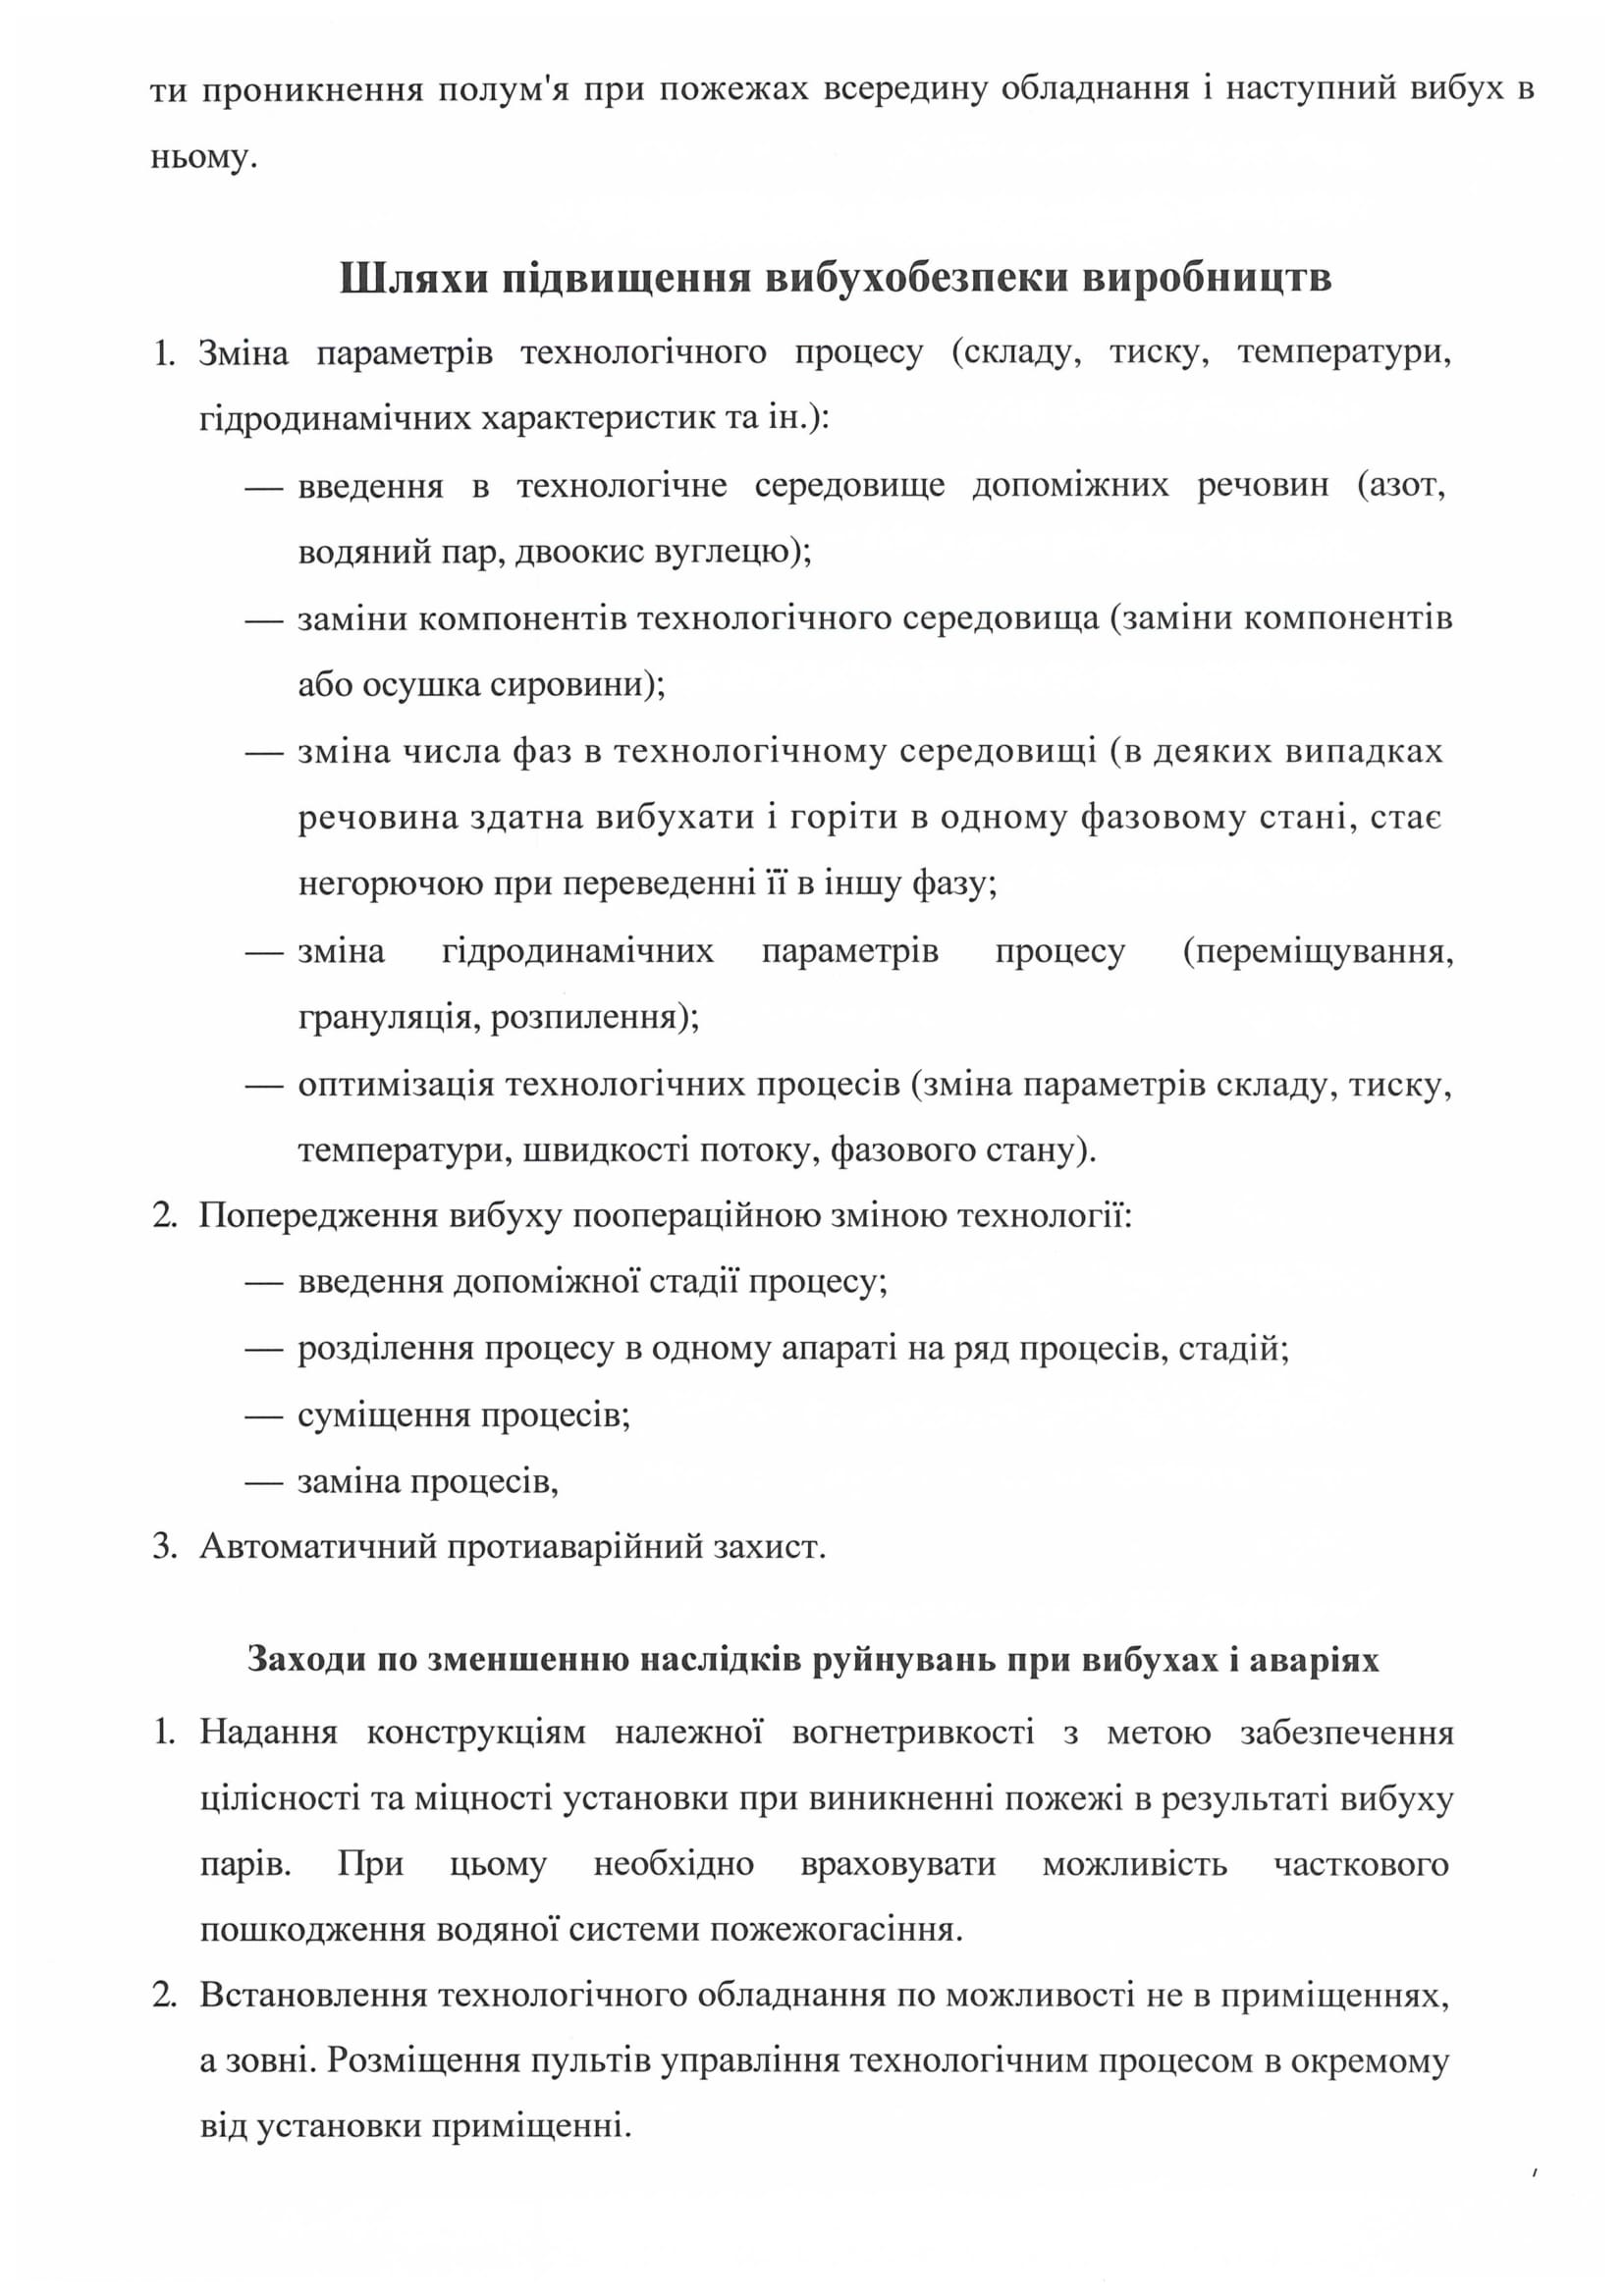 ти проникнення полум'я при пожежах всередину обладнання і наступний вибух в
ньому.
Шляхи підвищення вибухобезпеки виробництв
1. Зміна параметрів технологічного процесу (складу, тиску, температури,
гідродинамічних характеристик та ін.):
— введення в технологічне середовище допоміжних речовин (азот,
водяний пар, двоокис вуглецю);
— заміни компонентів технологічного середовища (заміни компонентів
або осушка сировини);
— зміна числа фаз в технологічному середовищі (в деяких випадках
речовина здатна вибухати і горіти в одному фазовому стані, стає
негорючою при переведенні її в іншу фазу;
— зміна гідродинамічних параметрів процесу (переміщування,
грануляція, розпилення);
— оптимізація технологічних процесів (зміна параметрів складу, тиску,
температури, швидкості потоку, фазового стану).
2. Попередження вибуху поопераційною зміною технології:
— введення допоміжної стадії процесу;
— розділення процесу в одному апараті на ряд процесів, стадій;
— суміщення процесів;
— заміна процесів,
3. Автоматичний протиаварійний захист.
Заходи по зменшенню наслідків руйнувань при вибухах і аваріях
1. Надання конструкціям належної вогнетривкості з метою забезпечення
цілісності та міцності установки при виникненні пожежі в результаті вибуху
парів. При цьому необхідно враховувати можливість часткового
пошкодження водяної системи пожежогасіння.
2. Встановлення технологічного обладнання по можливості не в приміщеннях,
а зовні. Розміщення пультів управління технологічним процесом в окремому
від установки приміщенні.